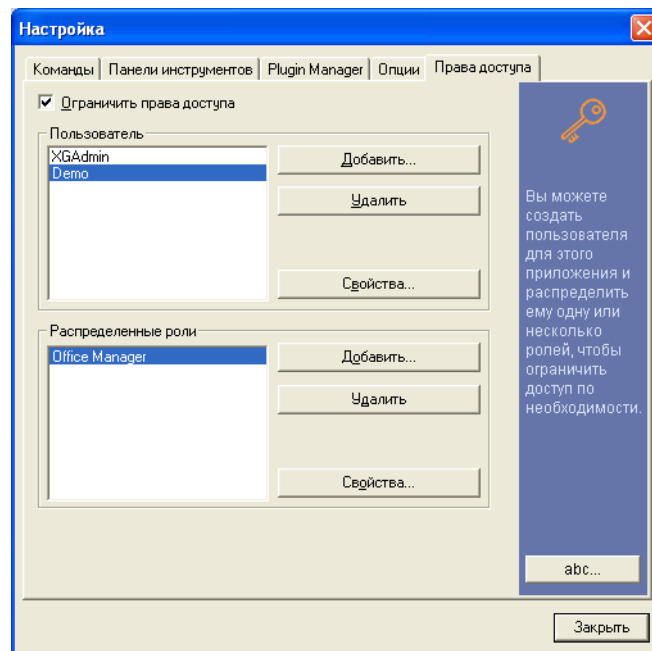 Настройка
Команды
Панели инструментов
Plugin Manager
Опции
Права доступа
Ограничить права доступа
Пользователь
XGAdmin
Demo
Добавить...
Удалить
Свойства...
Распределенные роли
Office Manager
Добавить...
Удалить
Свойства...
Вы можете
создать
пользователя
для этого
приложения и
распределить
ему одну или
несколько
ролей, чтобы
ограничить
доступ по
необходимости.
abc...
Закрыть